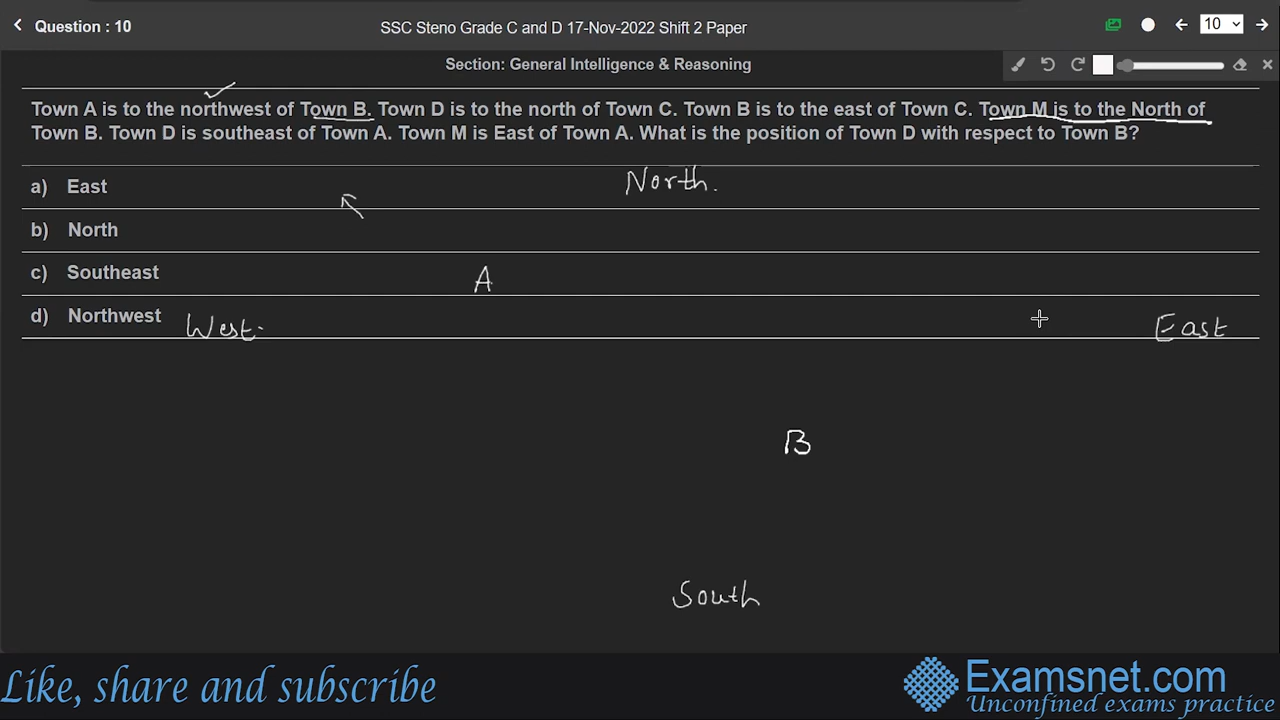 Question : 10
SSC Steno Grade C and D 17-Nov-2022 Shift 2 Paper
10
Section: General Intelligence & Reasoning
Town A is to the northwest of Town B. Town D is to the north of Town C. Town B is to the east of Town C. Town M is to the North of
Town B. Town D is southeast of Town A. Town M is East of Town A. What is the position of Town D with respect to Town B?
a) East
North.
b) North
c) Southeast
A
d) Northwest
West.
East
B
South
Like, share and subscribe
Examsnet.com
Unconfined exams practice